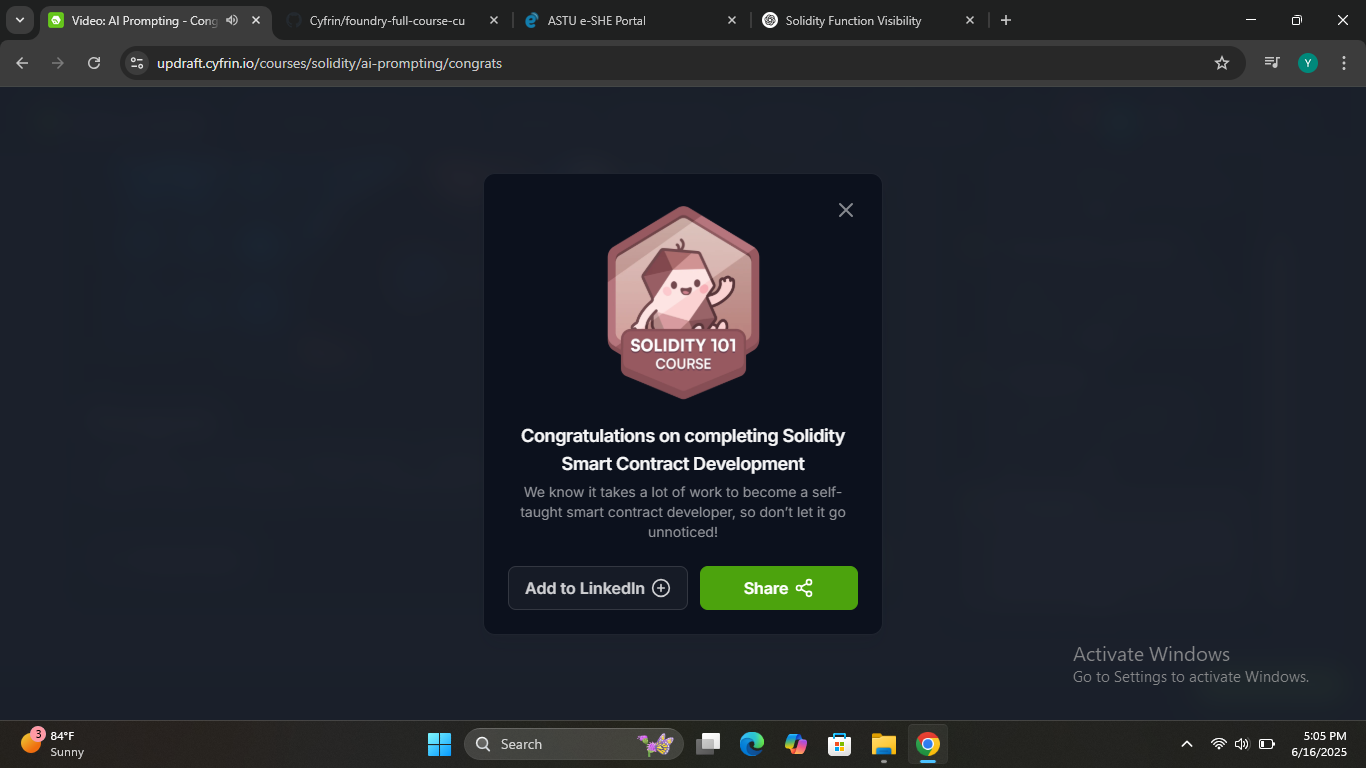 Video: AI Prompting - Cong
Cyfrin/foundry-full-course-cu
ASTU e-SHE Portal
Solidity Function Visibility
updraft.cyfrin.io/courses/solidity/ai-prompting/congrats
Y
SOLIDITY 101
COURSE
Congratulations on completing Solidity
Smart Contract Development
We know it takes a lot of work to become a self-
taught smart contract developer, so don't let it go
unnoticed!
Add to LinkedIn
Share
Activate Windows
Go to Settings to activate Windows.
3
84°F
Sunny
Search
5:05 PM
6/16/2025